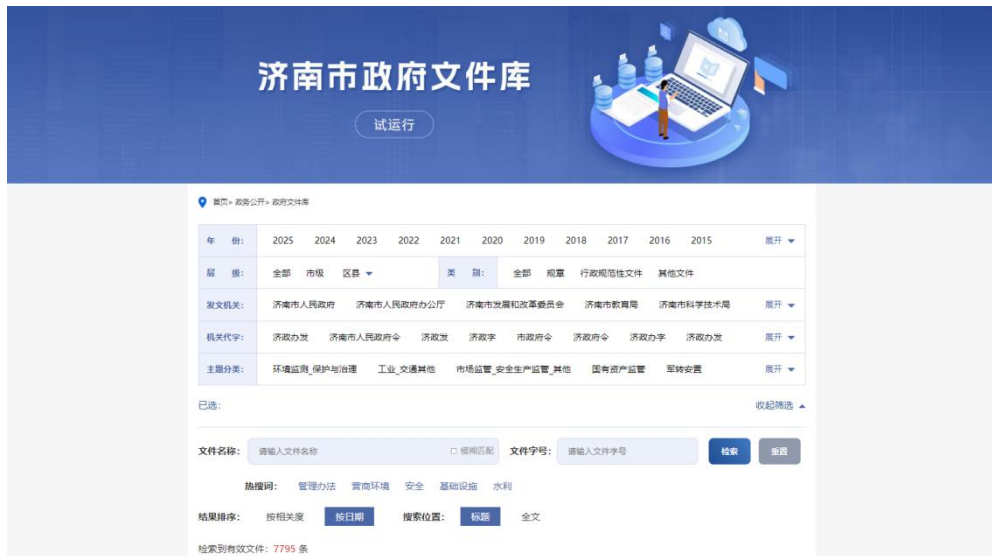 济南市政府文件库
试运行
首页> 政务公开> 政府文件库
年 份: 2025 2024 2023 2022 2021 2020 2019 2018 2017 2016 2015 展开
层 级: 全部 市级 区县 类 别: 全部 规章 行政规范性文件 其他文件
发文机关: 济南市人民政府 济南市人民政府办公厅 济南市发展和改革委员会 济南市教育局 济南市科学技术局 展开
机关代字: 济政办发 济南市人民政府令 济政发 济政字 市政府令 济政府令 济政办字 济政办发 展开
主题分类: 环境监测_保护与治理 工业_交通其他 市场监管_安全生产监管_其他 国有资产监管 军转安置 展开
已选: 收起筛选
文件名称: 请输入文件名称 模糊匹配 文件字号: 请输入文件字号 检索 重置
热搜词: 管理办法 营商环境 安全 基础设施 水利
结果排序: 按相关度 按日期 搜索位置: 标题 全文
检索到有效文件: 7795 条